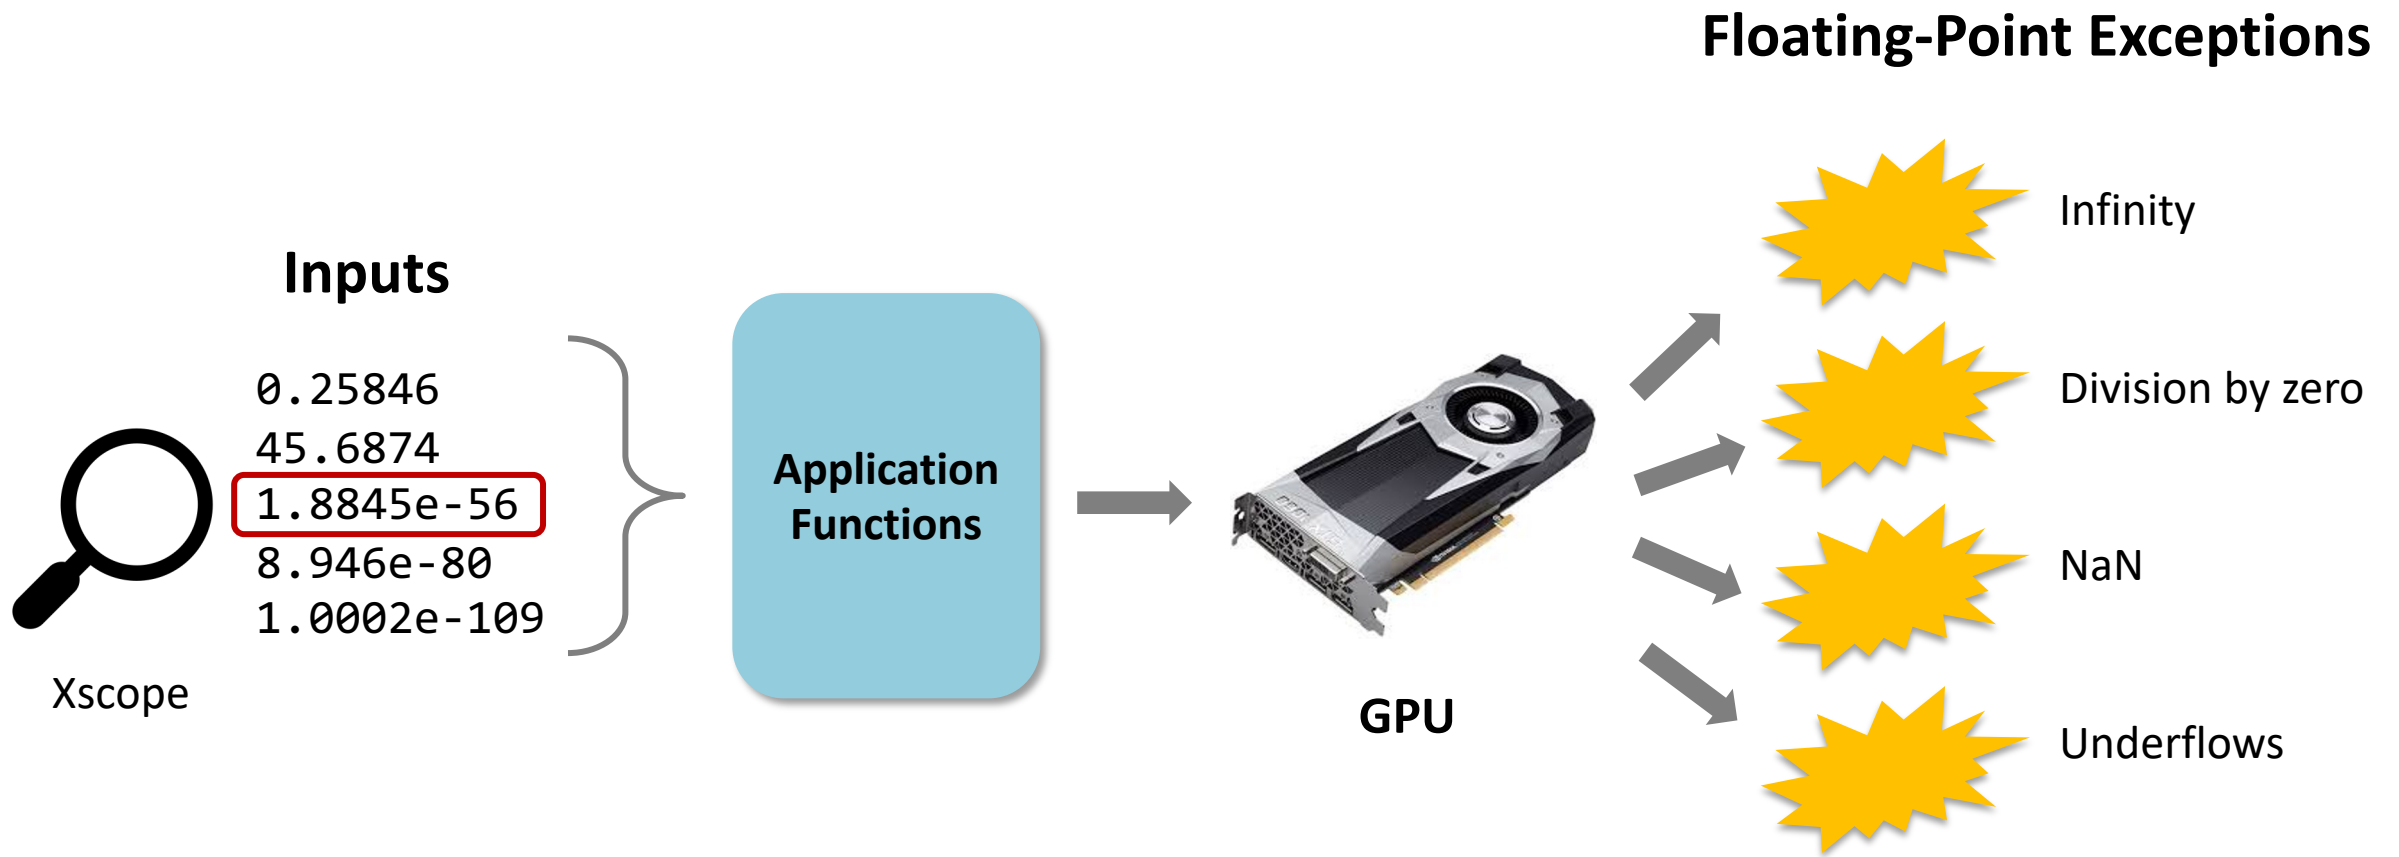 Floating-Point Exceptions
Inputs
0.25846
45.6874
1.8845e-56
8.946e-80
1.0002e-109
Xscope
Application
Functions
GPU
Infinity
Division by zero
NaN
Underflows